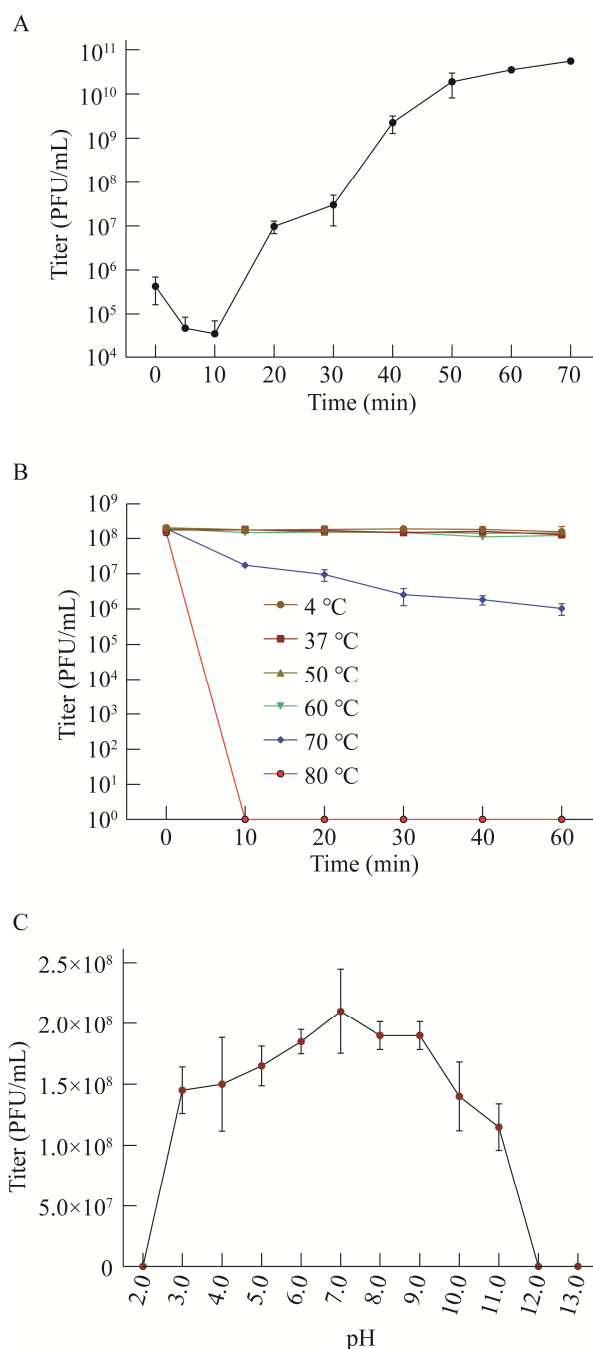 A
10¹¹
10¹⁰
10⁹
10⁸
10⁷
10⁶
10⁵
10⁴
Titer (PFU/mL)
0 10 20 30 40 50 60 70
Time (min)
B
10⁹
10⁸
10⁷
10⁶
10⁵
10⁴
10³
10²
10¹
10⁰
Titer (PFU/mL)
4 ℃
37 ℃
50 ℃
60 ℃
70 ℃
80 ℃
0 10 20 30 40 60
Time (min)
C
2.5×10⁸
2.0×10⁸
1.5×10⁸
1.0×10⁸
5.0×10⁷
0
Titer (PFU/mL)
2.0 3.0 4.0 5.0 6.0 7.0 8.0 9.0 10.0 11.0 12.0 13.0
pH